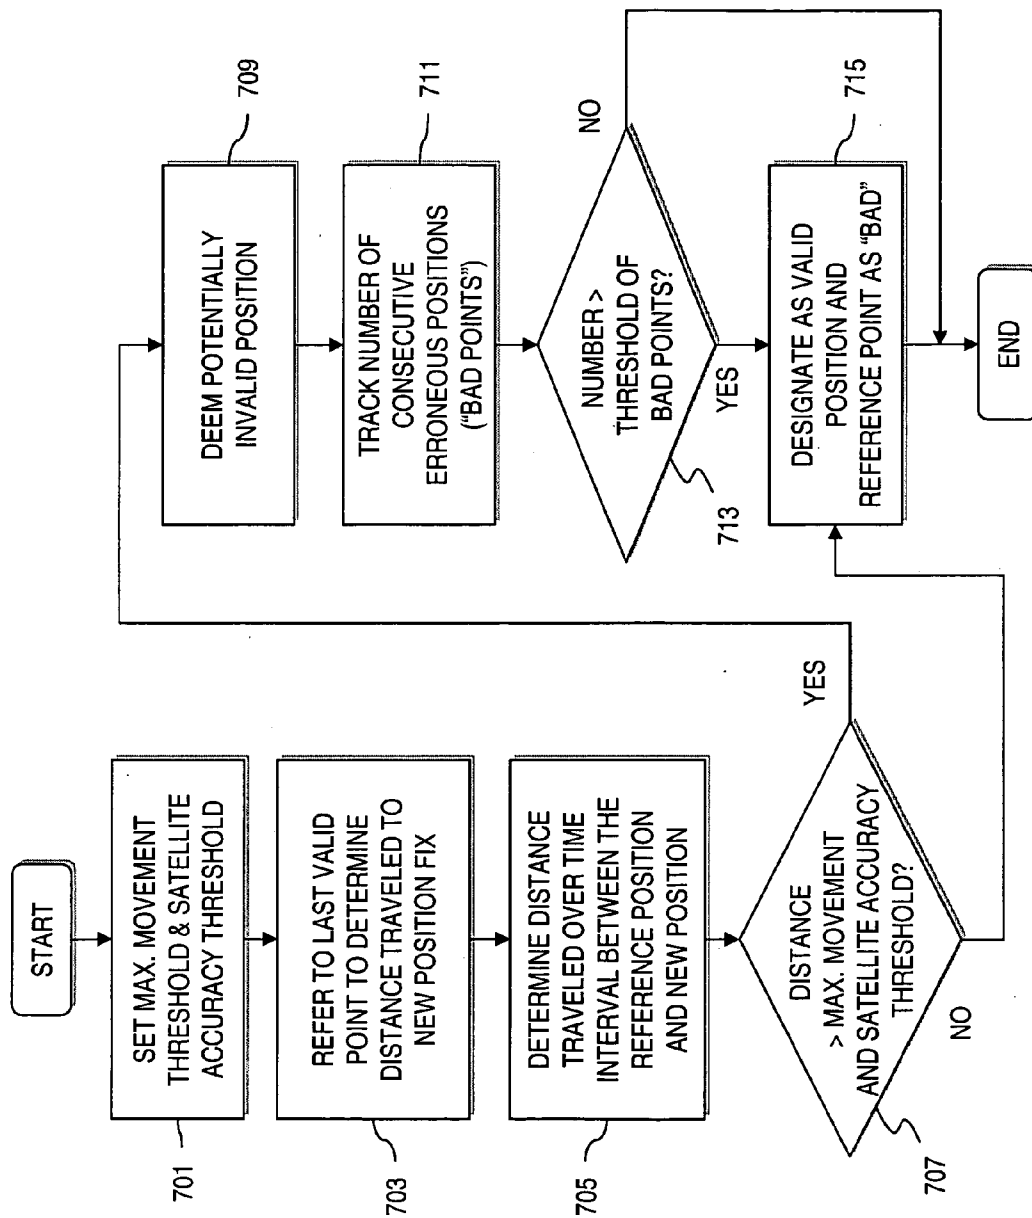 START
SET MAX. MOVEMENT
THRESHOLD & SATELLITE
ACCURACY THRESHOLD
701
REFER TO LAST VALID
POINT TO DETERMINE
DISTANCE TRAVELED TO
NEW POSITION FIX
703
DETERMINE DISTANCE
TRAVELED OVER TIME
INTERVAL BETWEEN THE
REFERENCE POSITION
AND NEW POSITION
705
DISTANCE
> MAX. MOVEMENT
AND SATELLITE ACCURACY
THRESHOLD?
707
YES
NO
DEEM POTENTIALLY
INVALID POSITION
709
TRACK NUMBER OF
CONSECUTIVE
ERRONEOUS POSITIONS
("BAD POINTS")
711
NUMBER >
THRESHOLD OF
BAD POINTS?
713
NO
YES
DESIGNATE AS VALID
POSITION AND
REFERENCE POINT AS "BAD"
715
END